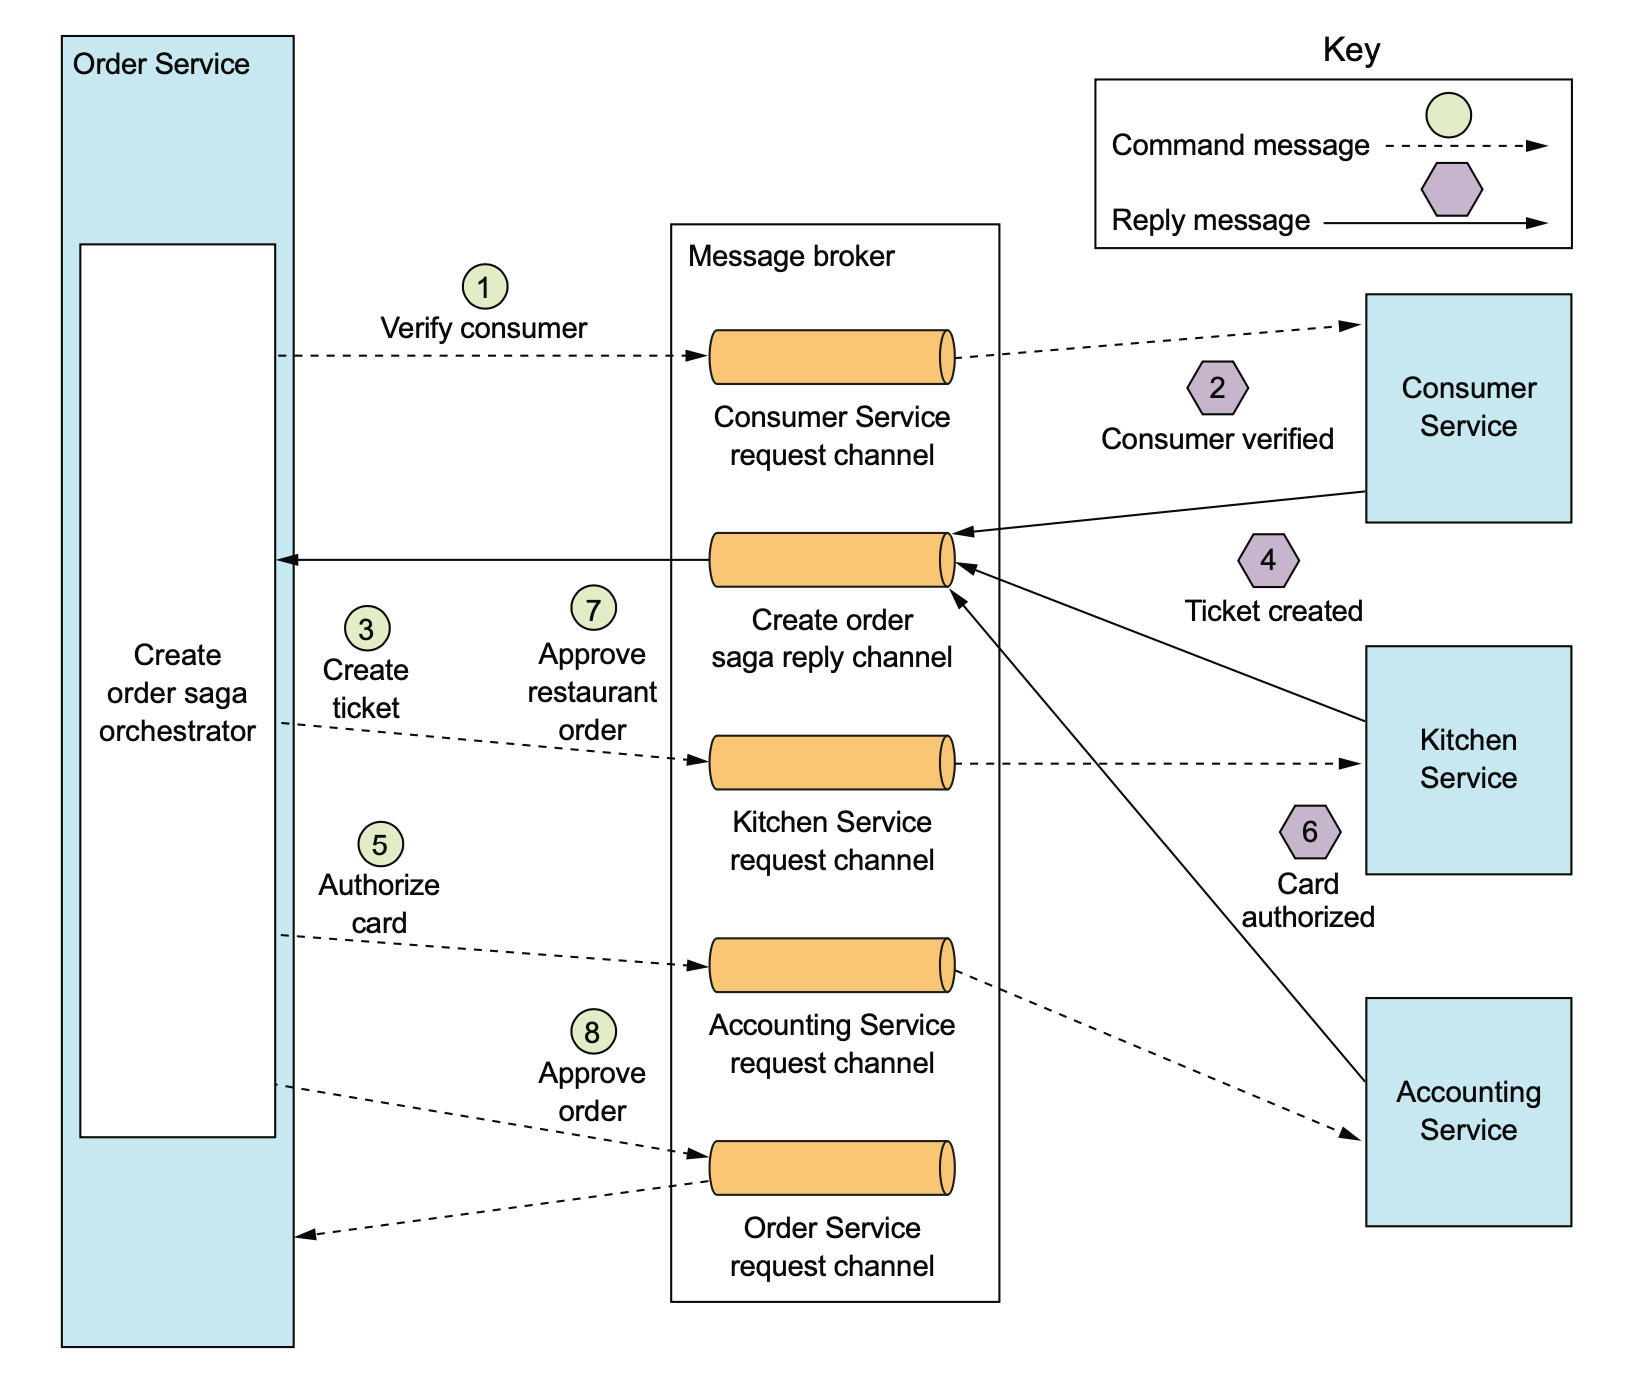 Order Service
Key
Command message
Reply message
Message broker
1
Verify consumer
Consumer Service
request channel
2
Consumer verified
Consumer
Service
Create order
saga reply channel
4
Ticket created
3
Create
ticket
7
Approve
restaurant
order
Create
order saga
orchestrator
Kitchen
Service
Kitchen Service
request channel
6
Card
authorized
5
Authorize
card
Accounting Service
request channel
8
Approve
order
Accounting
Service
Order Service
request channel